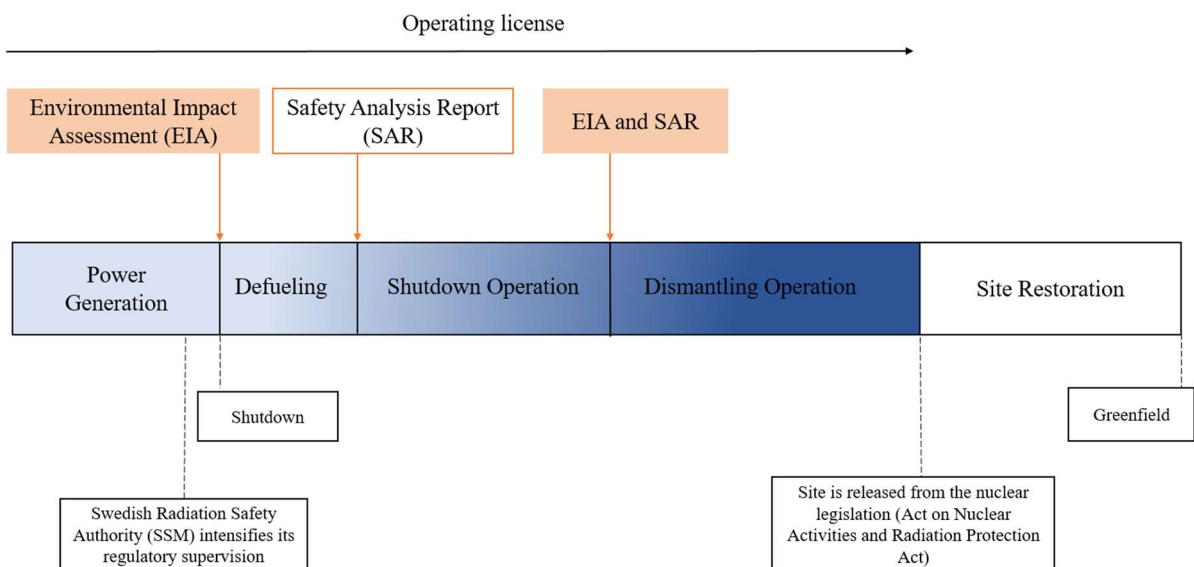 Operating license
Environmental Impact
Assessment (EIA)
Safety Analysis Report
(SAR)
EIA and SAR
Power
Generation
Defueling
Shutdown Operation
Dismantling Operation
Site Restoration
Shutdown
Greenfield
Swedish Radiation Safety
Authority (SSM) intensifies its
regulatory supervision
Site is released from the nuclear
legislation (Act on Nuclear
Activities and Radiation Protection
Act)